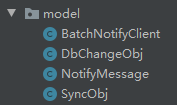 model
BatchNotifyClient
DbChangeObj
NotifyMessage
SyncObj